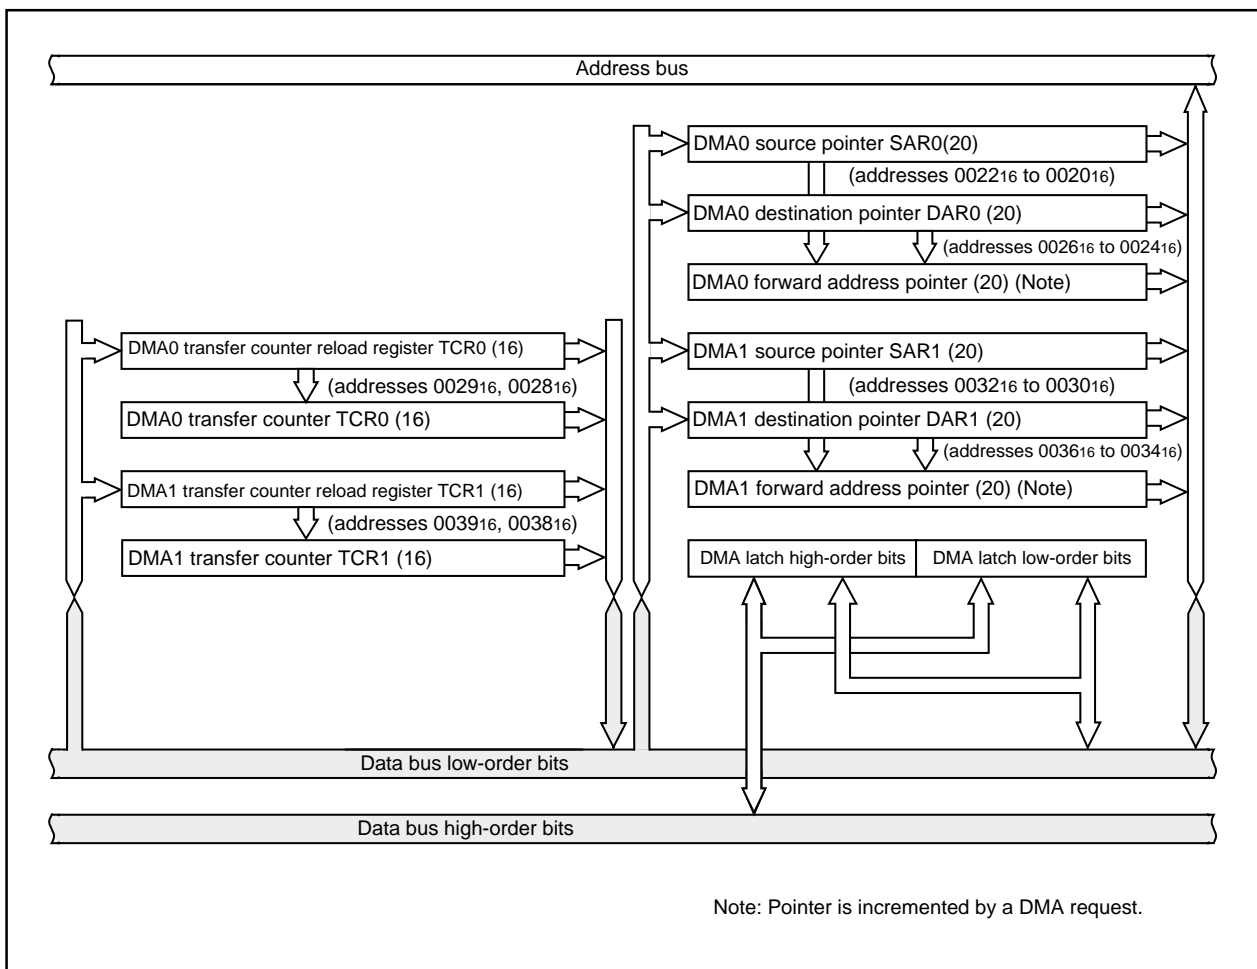 Address bus
DMA0 source pointer SAR0(20)
(addresses 002216 to 002016)
DMA0 destination pointer DAR0 (20)
(addresses 002616 to 002416)
DMA0 forward address pointer (20) (Note)
DMA0 transfer counter reload register TCR0 (16)
(addresses 002916, 002816)
DMA0 transfer counter TCR0 (16)
DMA1 transfer counter reload register TCR1 (16)
(addresses 003916, 003816)
DMA1 transfer counter TCR1 (16)
DMA1 source pointer SAR1 (20)
(addresses 003216 to 003016)
DMA1 destination pointer DAR1 (20)
(addresses 003616 to 003416)
DMA1 forward address pointer (20) (Note)
DMA latch high-order bits
DMA latch low-order bits
Data bus low-order bits
Data bus high-order bits
Note: Pointer is incremented by a DMA request.